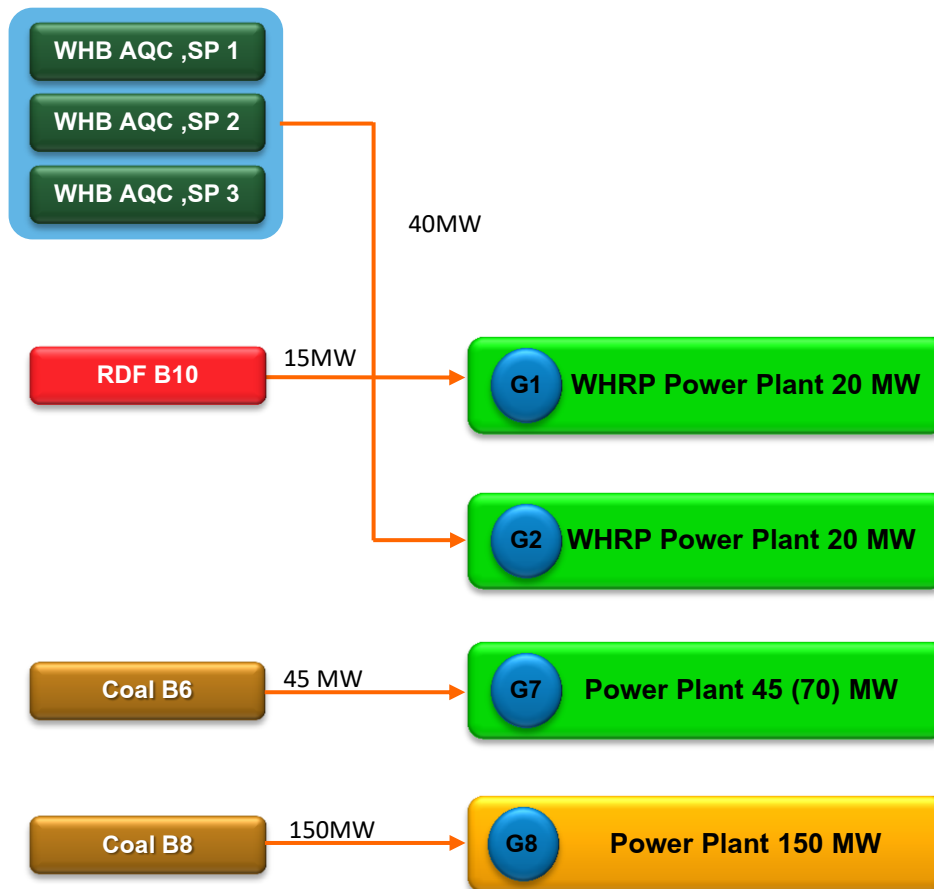 WHB AQC ,SP 1
WHB AQC ,SP 2
WHB AQC ,SP 3
40MW
RDF B10
15MW
G1 WHRP Power Plant 20 MW
G2 WHRP Power Plant 20 MW
Coal B6
45 MW
G7 Power Plant 45 (70) MW
Coal B8
150MW
G8 Power Plant 150 MW